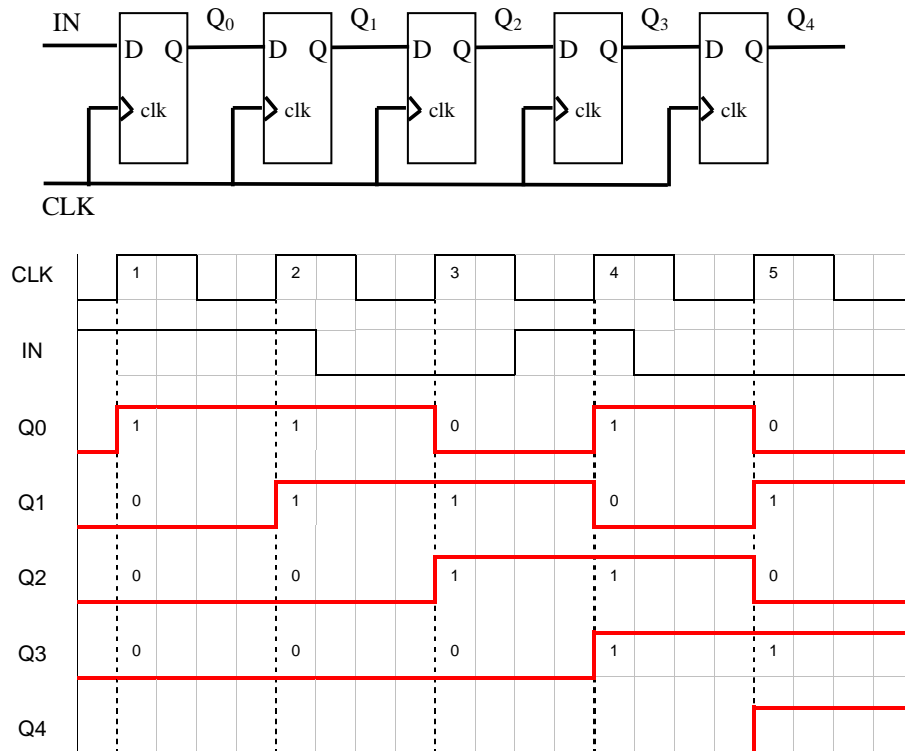 IN Q₀ Q₁ Q₂ Q₃ Q₄
D Q D Q D Q D Q D Q
clk clk clk clk clk
CLK
CLK 1 2 3 4 5
IN
Q0 1 1 0 1 0
Q1 0 1 1 0 1
Q2 0 0 1 1 0
Q3 0 0 0 1 1
Q4